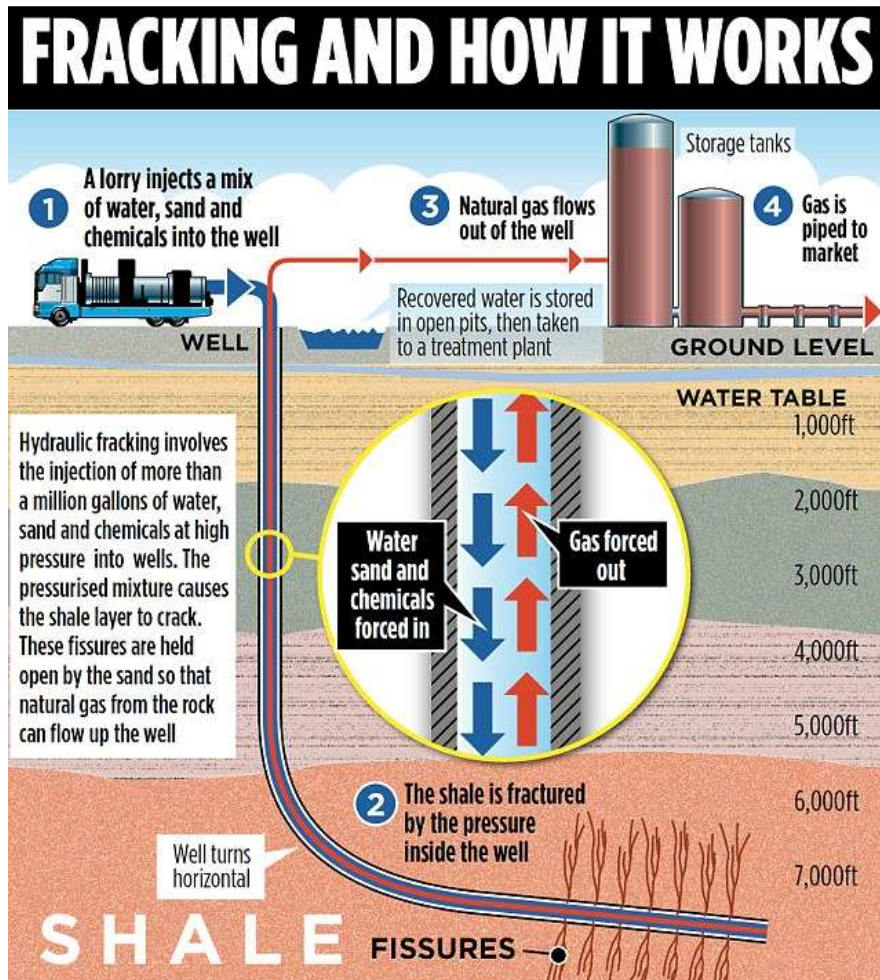 FRACKING AND HOW IT WORKS
1
A lorry injects a mix
of water, sand and
chemicals into the well
3
Natural gas flows
out of the well
Storage tanks
4
Gas is
piped to
market
Recovered water is stored
in open pits, then taken
to a treatment plant
WELL
GROUND LEVEL
WATER TABLE
1,000ft
2,000ft
3,000ft
4,000ft
5,000ft
6,000ft
7,000ft
Hydraulic fracking involves
the injection of more than
a million gallons of water,
sand and chemicals at high
pressure into wells. The
pressurised mixture causes
the shale layer to crack.
These fissures are held
open by the sand so that
natural gas from the rock
can flow up the well
Water
sand and
chemicals
forced in
Gas forced
out
2
The shale is fractured
by the pressure
inside the well
Well turns
horizontal
SHALE
FISSURES